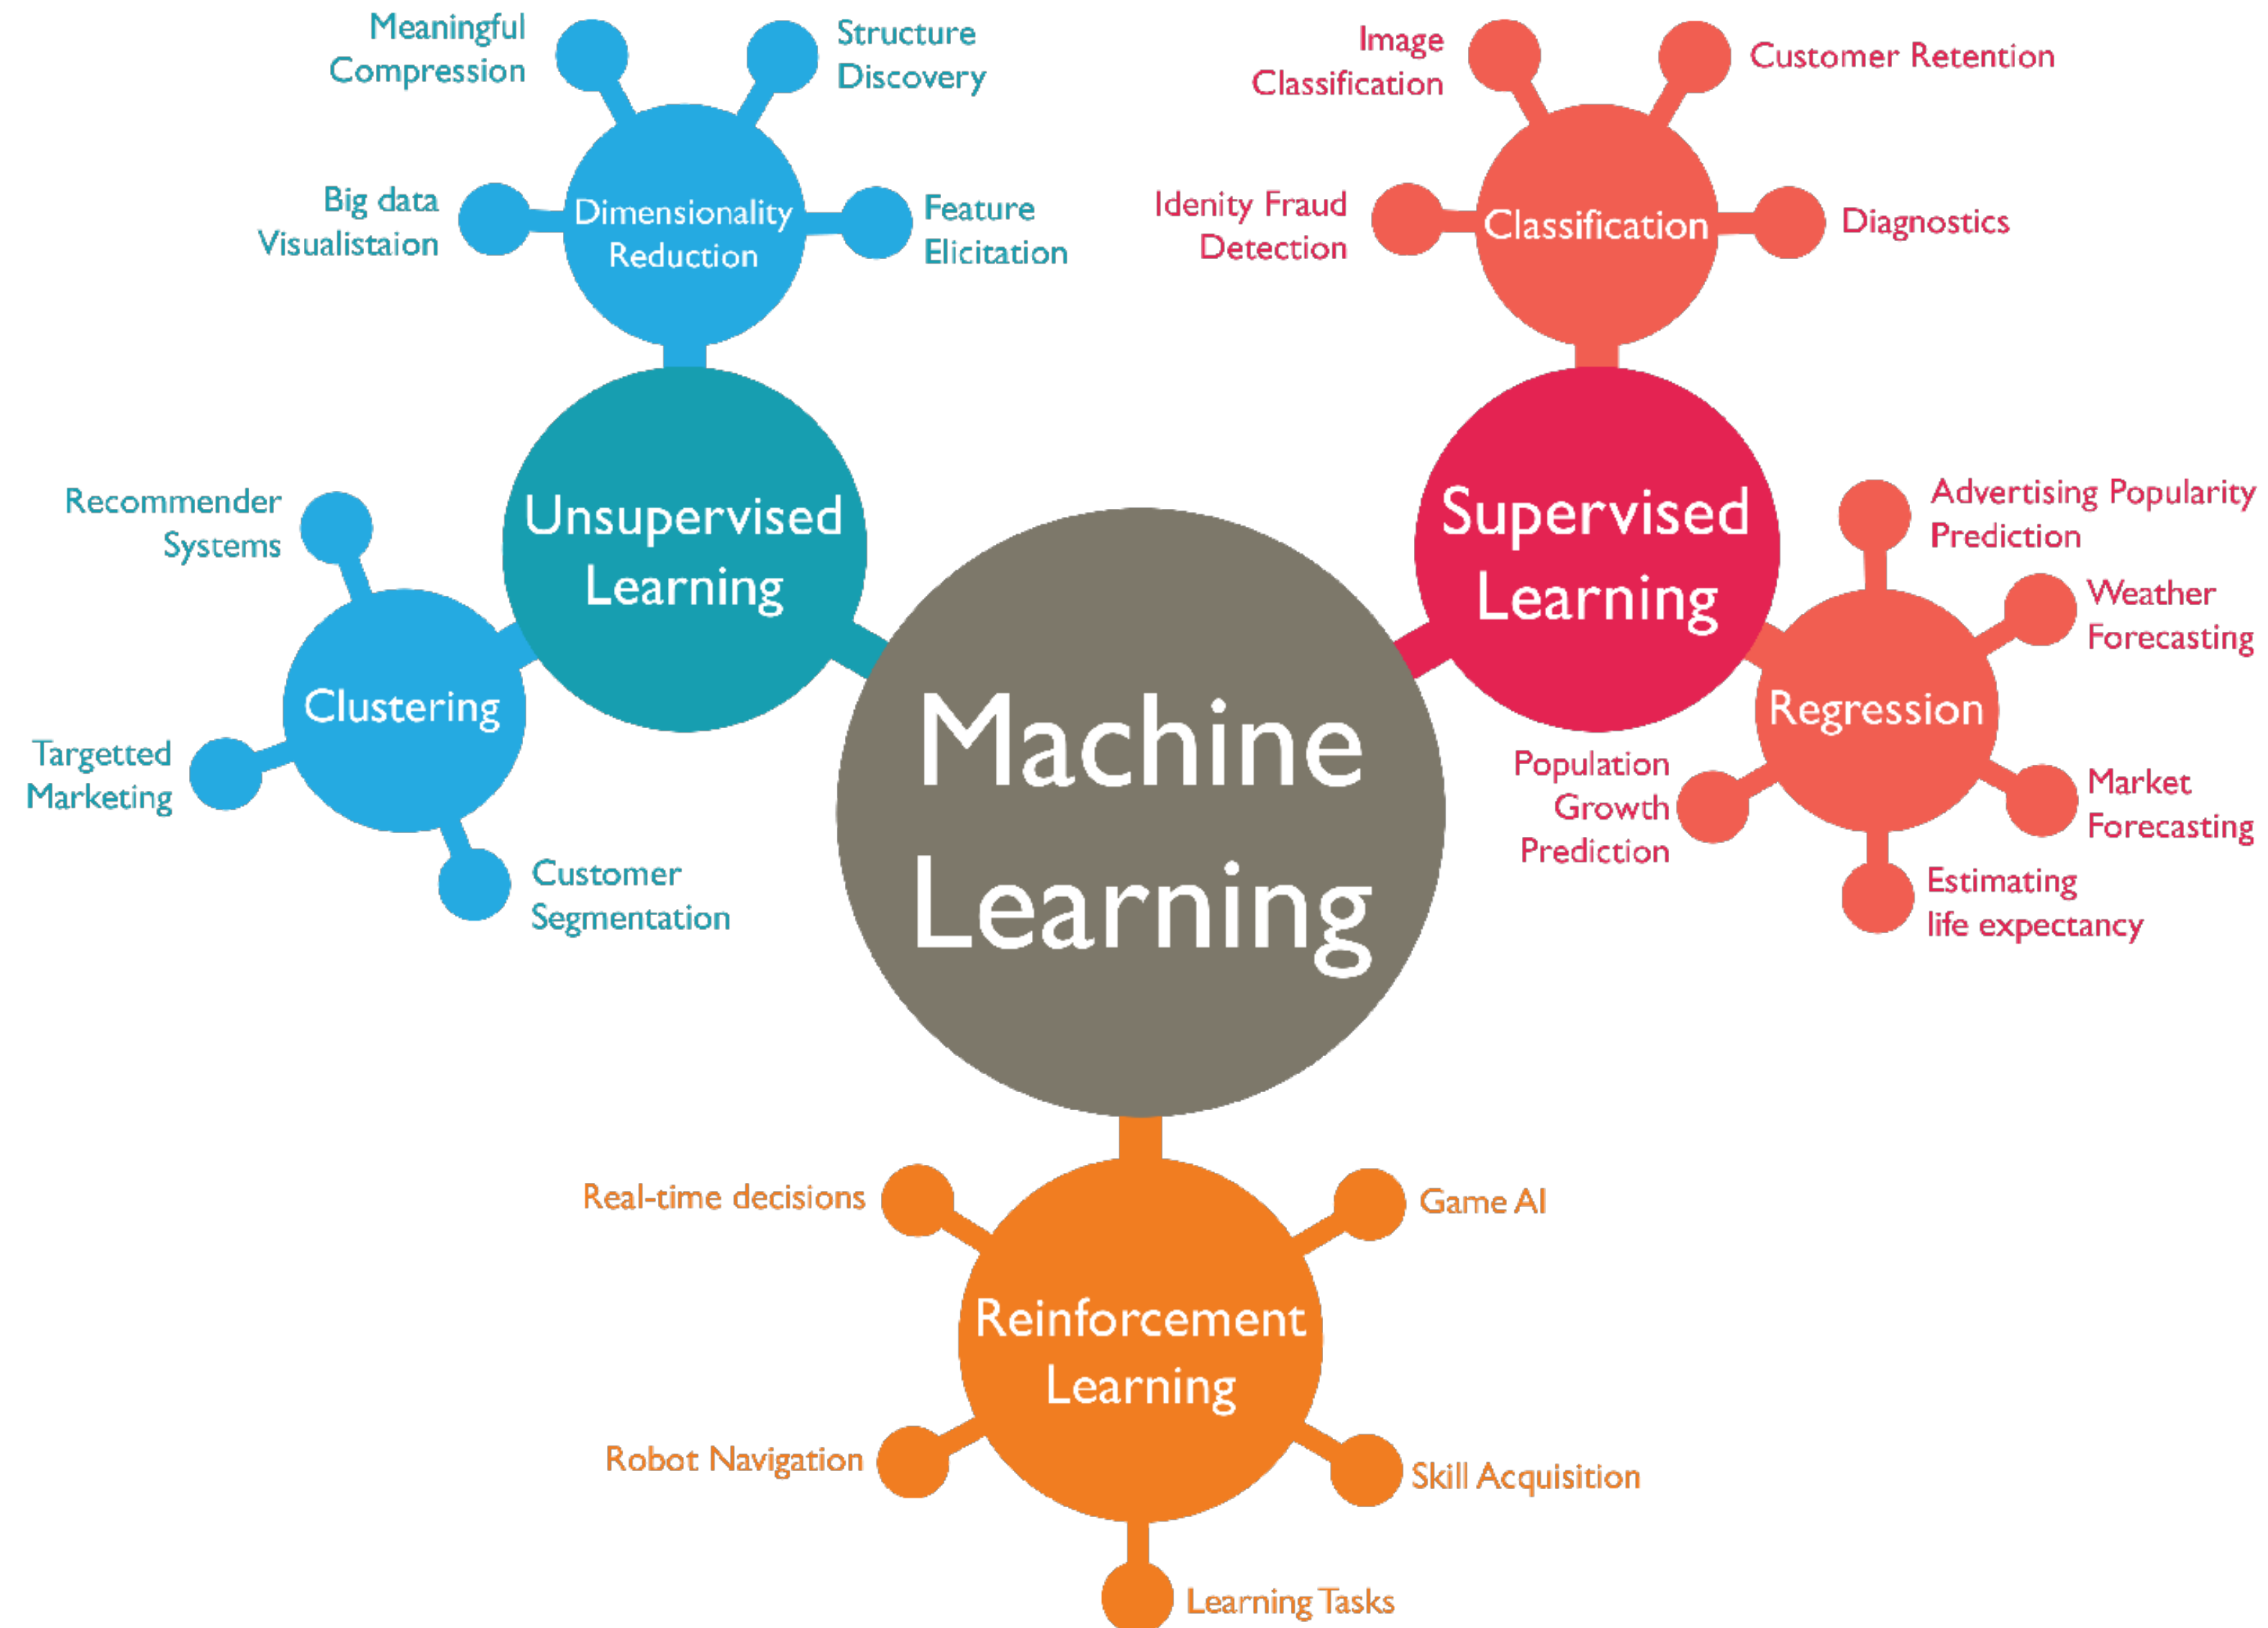 Meaningful
Compression
Structure
Discovery
Big data
Visualistaion
Dimensionality
Reduction
Feature
Elicitation
Image
Classification
Customer Retention
Idenity Fraud
Detection
Classification
Diagnostics
Recommender
Systems
Unsupervised
Learning
Clustering
Targetted
Marketing
Customer
Segmentation
Machine
Learning
Supervised
Learning
Advertising Popularity
Prediction
Weather
Forecasting
Regression
Population
Growth
Prediction
Market
Forecasting
Estimating
life expectancy
Real-time decisions
Game AI
Reinforcement
Learning
Robot Navigation
Skill Acquisition
Learning Tasks